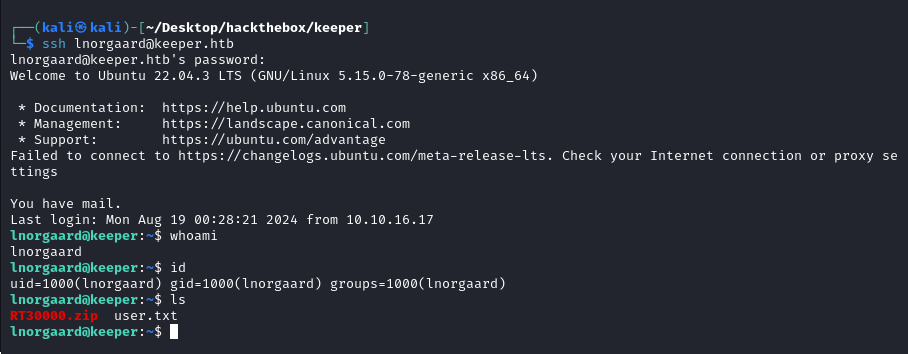 ┌──(kali㉿kali)-[~/Desktop/hackthebox/keeper]
└─$ ssh lnorgaard@keeper.htb
lnorgaard@keeper.htb's password:
Welcome to Ubuntu 22.04.3 LTS (GNU/Linux 5.15.0-78-generic x86_64)
* Documentation:  https://help.ubuntu.com
* Management:     https://landscape.canonical.com
* Support:        https://ubuntu.com/advantage
Failed to connect to https://changelogs.ubuntu.com/meta-release-lts. Check your Internet connection or proxy se
ttings
You have mail.
Last login: Mon Aug 19 00:28:21 2024 from 10.10.16.17
lnorgaard@keeper:~$ whoami
lnorgaard
lnorgaard@keeper:~$ id
uid=1000(lnorgaard) gid=1000(lnorgaard) groups=1000(lnorgaard)
lnorgaard@keeper:~$ ls
RT30000.zip  user.txt
lnorgaard@keeper:~$